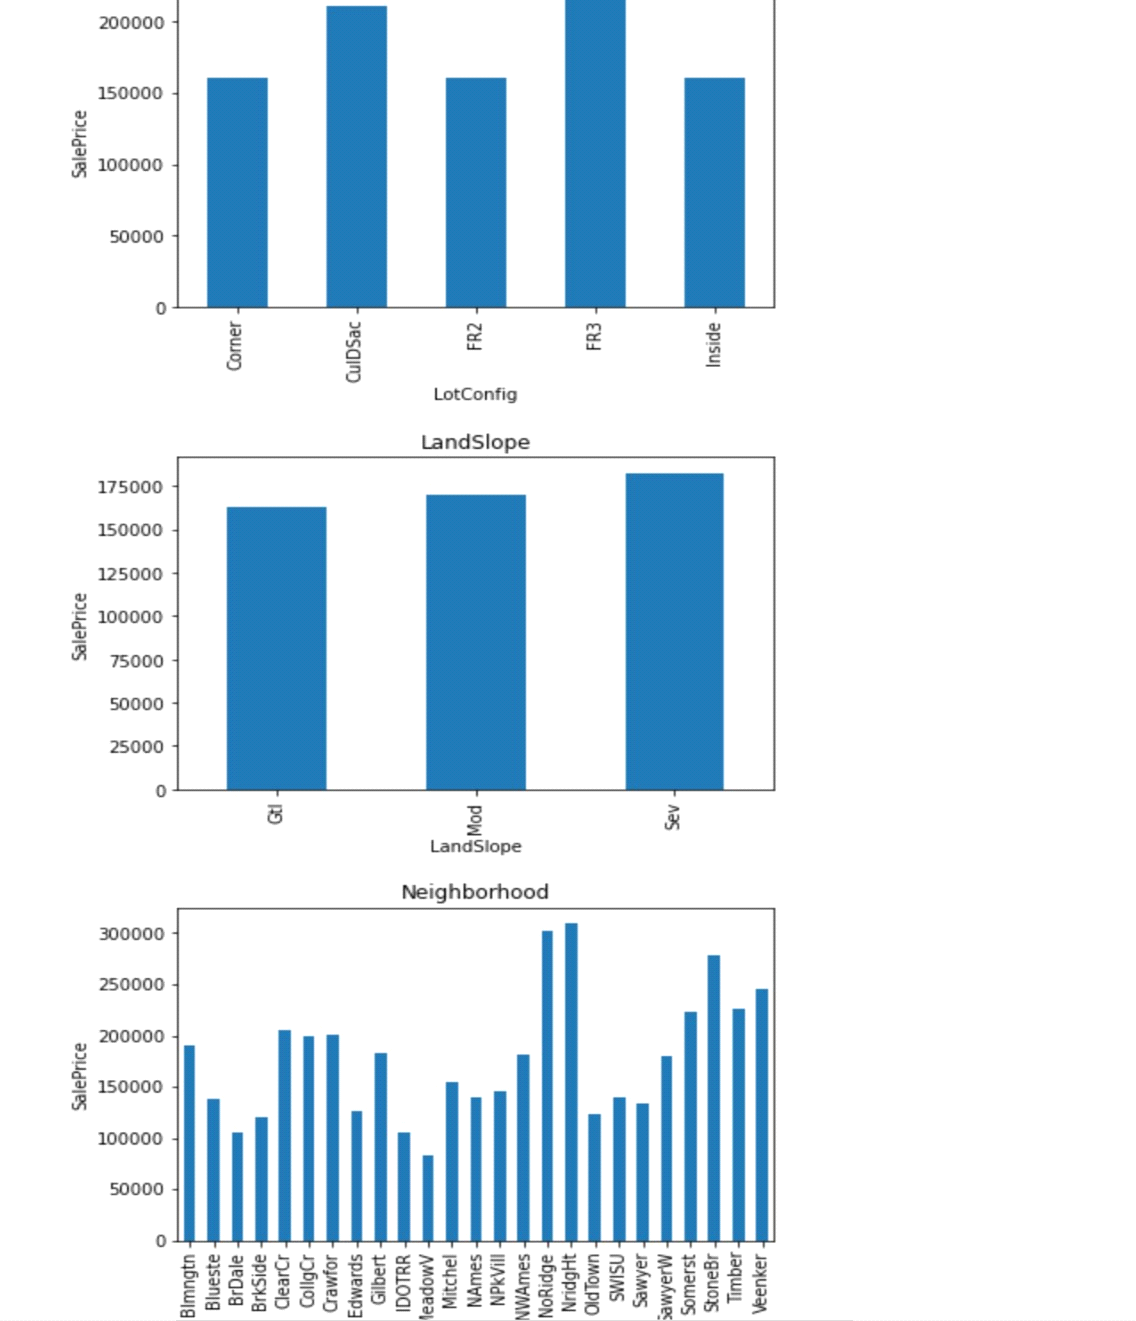 200000
150000
100000
50000
0
SalePrice
Corner
CulDSac
FR2
FR3
Inside
LotConfig
LandSlope
175000
150000
125000
100000
75000
50000
25000
0
SalePrice
Gtl
Mod
Sev
LandSlope
Neighborhood
300000
250000
200000
150000
100000
50000
0
SalePrice
Blmngtn
Blueste
BrDale
BrkSide
ClearCr
CollgCr
Crawfor
Edwards
Gilbert
IDOTRR
MeadowV
Mitchel
NAmes
NPkVill
NWAmes
NoRidge
NridgHt
OldTown
SWISU
Sawyer
SawyerW
Somerst
StoneBr
Timber
Veenker